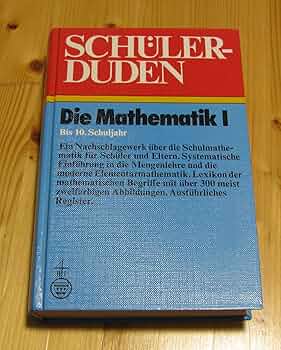 SCHÜLER-
DUDEN
Die Mathematik I
Bis 10. Schuljahr
Ein Nachschlagewerk über die Schulmathe-
matik für Schüler und Eltern. Systematische
Einführung in die Mengenlehre und die
moderne Elementarmathematik. Lexikon der
mathematischen Begriffe mit über 300 meist
zweifarbigen Abbildungen. Ausführliches
Register.